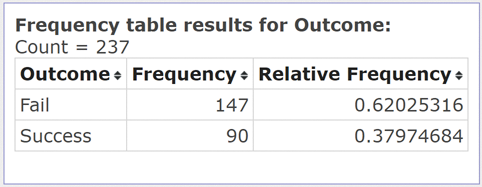 Frequency table results for Outcome:
Count = 237
Outcome Frequency Relative Frequency
Fail 147 0.62025316
Success 90 0.37974684